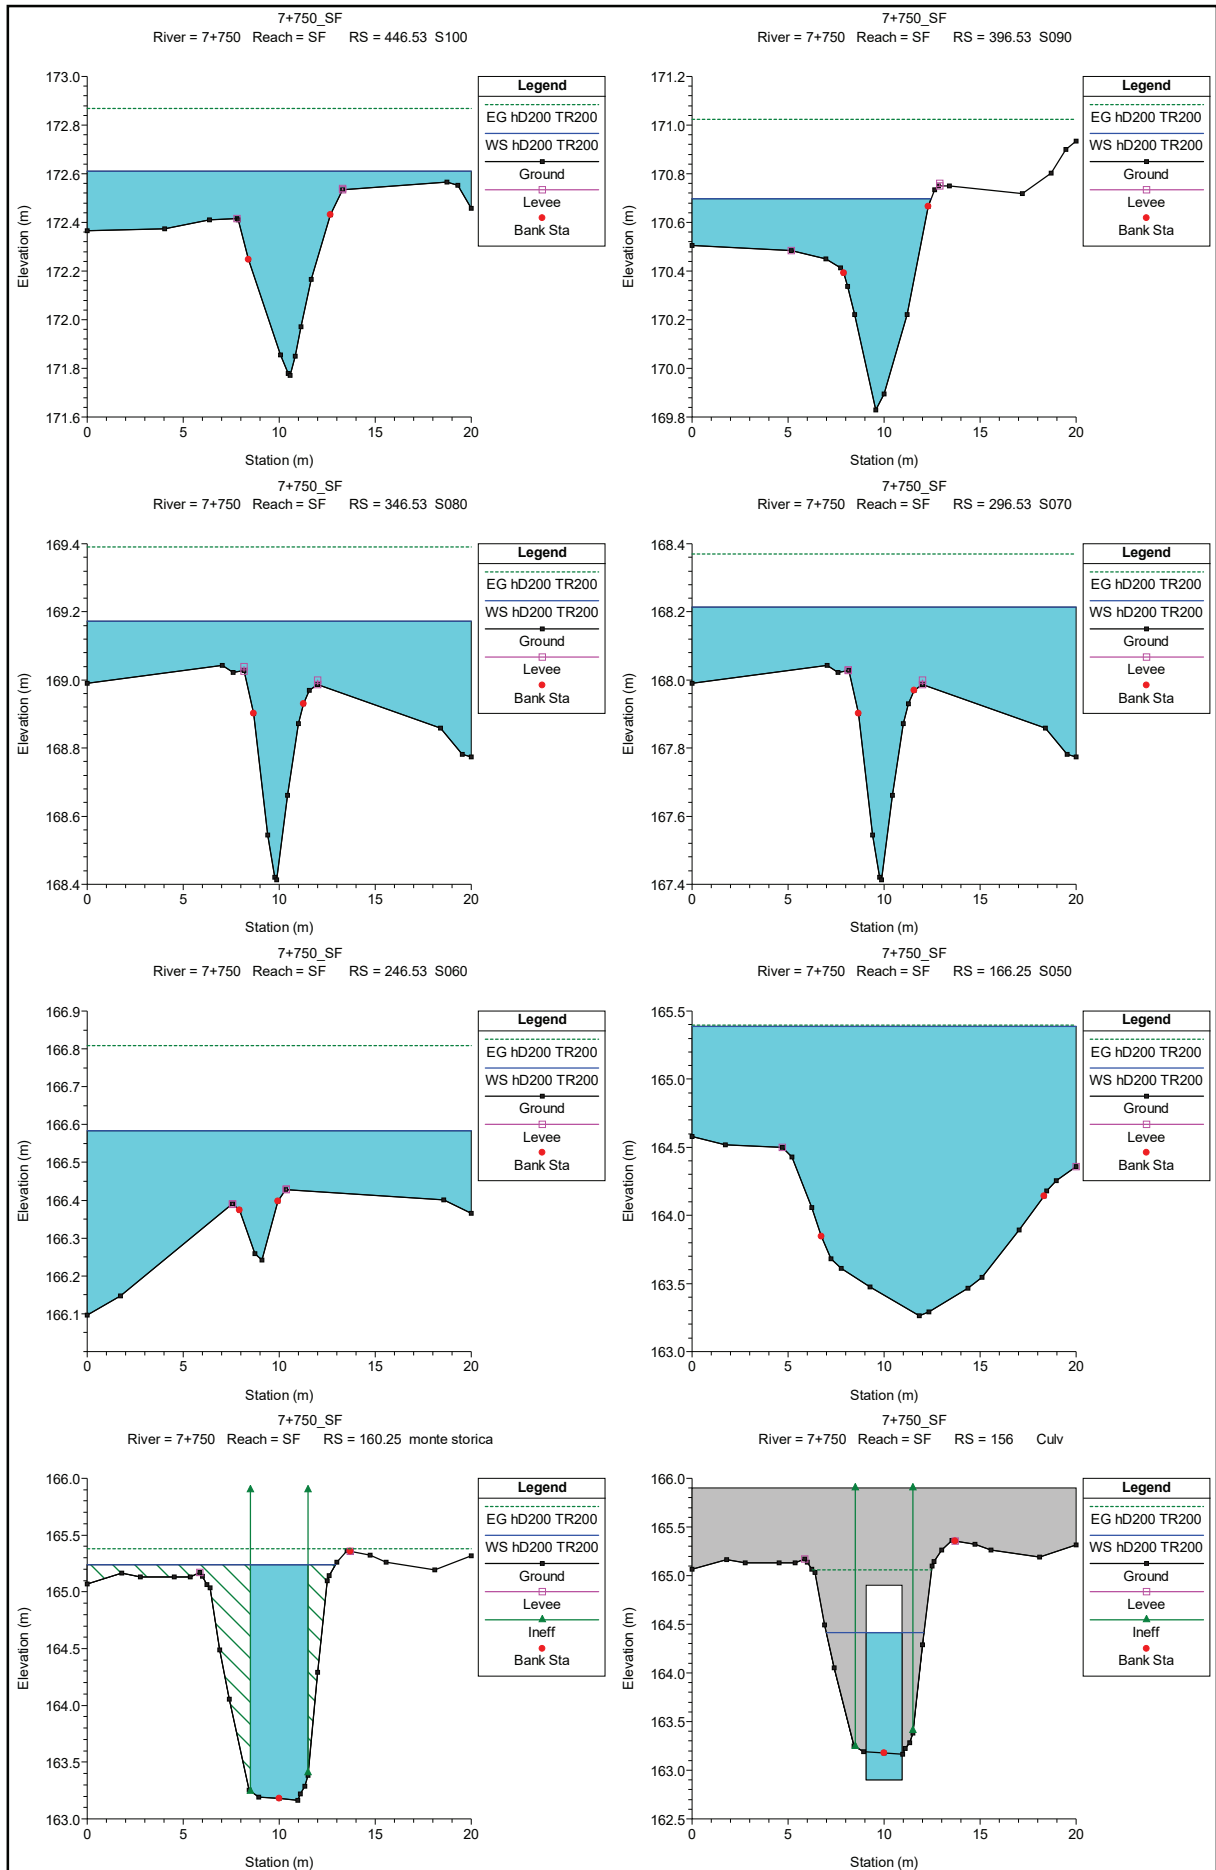 7+750_SF
River = 7+750 Reach = SF RS = 446.53 S100
173.0
172.8
172.6
172.4
172.2
172.0
171.8
171.6
0 5 10 15 20
Station (m)
Elevation (m)
Legend
EG hD200 TR200
WS hD200 TR200
Ground
Levee
Bank Sta
7+750_SF
River = 7+750 Reach = SF RS = 396.53 S090
171.2
171.0
170.8
170.6
170.4
170.2
170.0
169.8
0 5 10 15 20
Station (m)
Elevation (m)
Legend
EG hD200 TR200
WS hD200 TR200
Ground
Levee
Bank Sta
7+750_SF
River = 7+750 Reach = SF RS = 346.53 S080
169.4
169.2
169.0
168.8
168.6
168.4
0 5 10 15 20
Station (m)
Elevation (m)
Legend
EG hD200 TR200
WS hD200 TR200
Ground
Levee
Bank Sta
7+750_SF
River = 7+750 Reach = SF RS = 296.53 S070
168.4
168.2
168.0
167.8
167.6
167.4
0 5 10 15 20
Station (m)
Elevation (m)
Legend
EG hD200 TR200
WS hD200 TR200
Ground
Levee
Bank Sta
7+750_SF
River = 7+750 Reach = SF RS = 246.53 S060
166.9
166.8
166.7
166.6
166.5
166.4
166.3
166.2
166.1
0 5 10 15 20
Station (m)
Elevation (m)
Legend
EG hD200 TR200
WS hD200 TR200
Ground
Levee
Bank Sta
7+750_SF
River = 7+750 Reach = SF RS = 166.25 S050
165.5
165.0
164.5
164.0
163.5
163.0
0 5 10 15 20
Station (m)
Elevation (m)
Legend
EG hD200 TR200
WS hD200 TR200
Ground
Levee
Bank Sta
7+750_SF
River = 7+750 Reach = SF RS = 160.25 monte storica
166.0
165.5
165.0
164.5
164.0
163.5
163.0
0 5 10 15 20
Station (m)
Elevation (m)
Legend
EG hD200 TR200
WS hD200 TR200
Ground
Levee
Ineff
Bank Sta
7+750_SF
River = 7+750 Reach = SF RS = 156 Culv
166.0
165.5
165.0
164.5
164.0
163.5
163.0
162.5
0 5 10 15 20
Station (m)
Elevation (m)
Legend
EG hD200 TR200
WS hD200 TR200
Ground
Levee
Ineff
Bank Sta